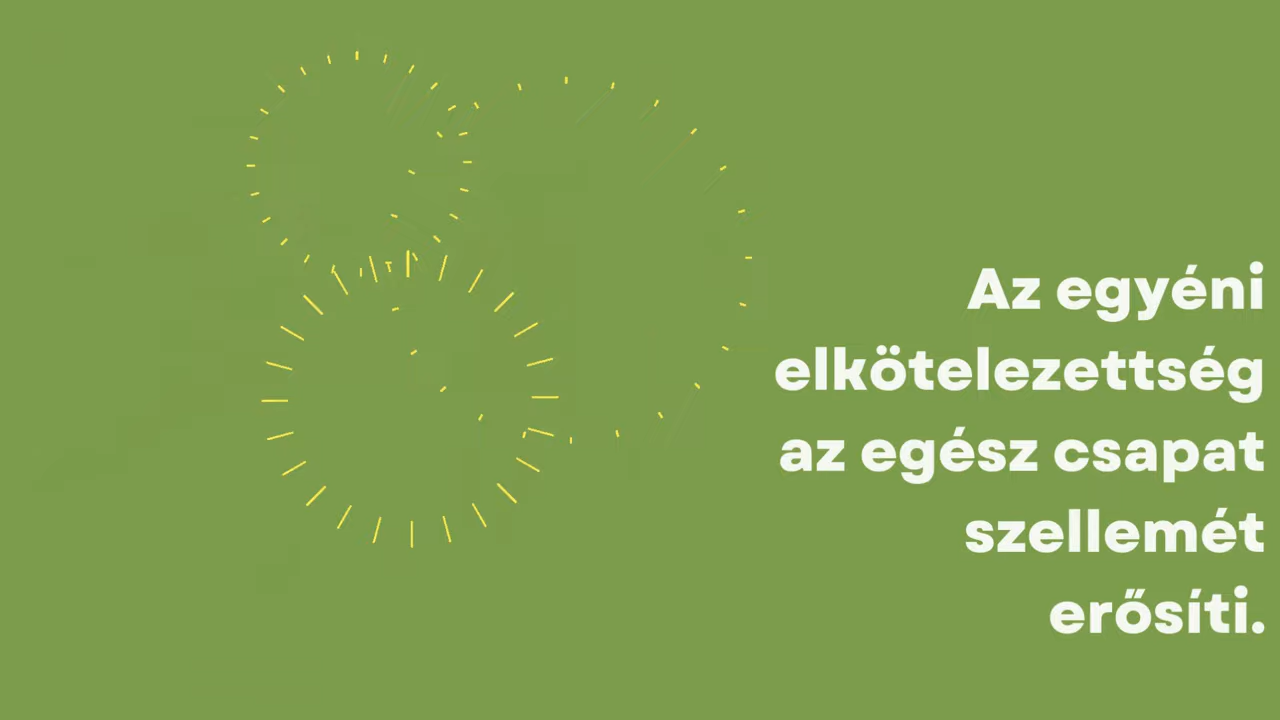 Az egyéni
elkötelezettség
az egész csapat
szellemét
erősíti.